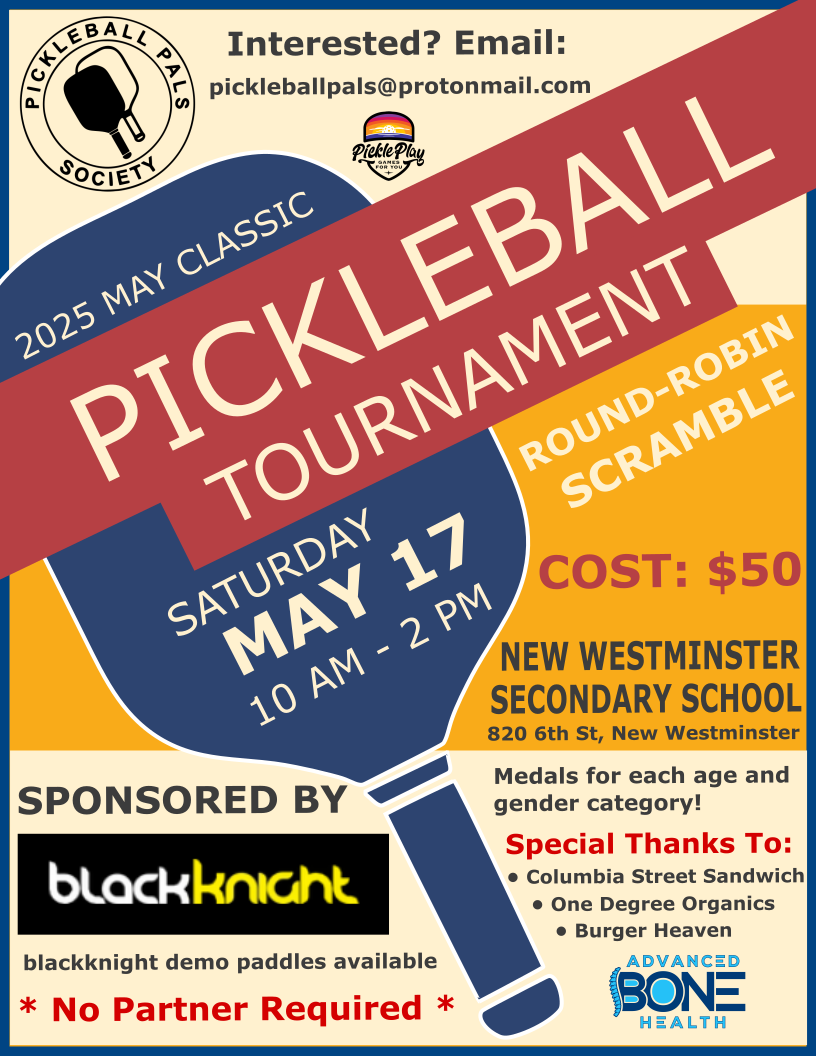 PICKLEBALL PALS
SOCIETY
Interested? Email:
pickleballpals@protonmail.com
PicklePlay
GAMES
FOR YOU
2025 MAY CLASSIC
PICKLEBALL
TOURNAMENT
ROUND-ROBIN
SCRAMBLE
SATURDAY
MAY 17
10 AM - 2 PM
COST: $50
NEW WESTMINSTER
SECONDARY SCHOOL
820 6th St, New Westminster
SPONSORED BY
blackknight
blackknight demo paddles available
* No Partner Required *
Medals for each age and
gender category!
Special Thanks To:
• Columbia Street Sandwich
• One Degree Organics
• Burger Heaven
ADVANCED
BONE
HEALTH